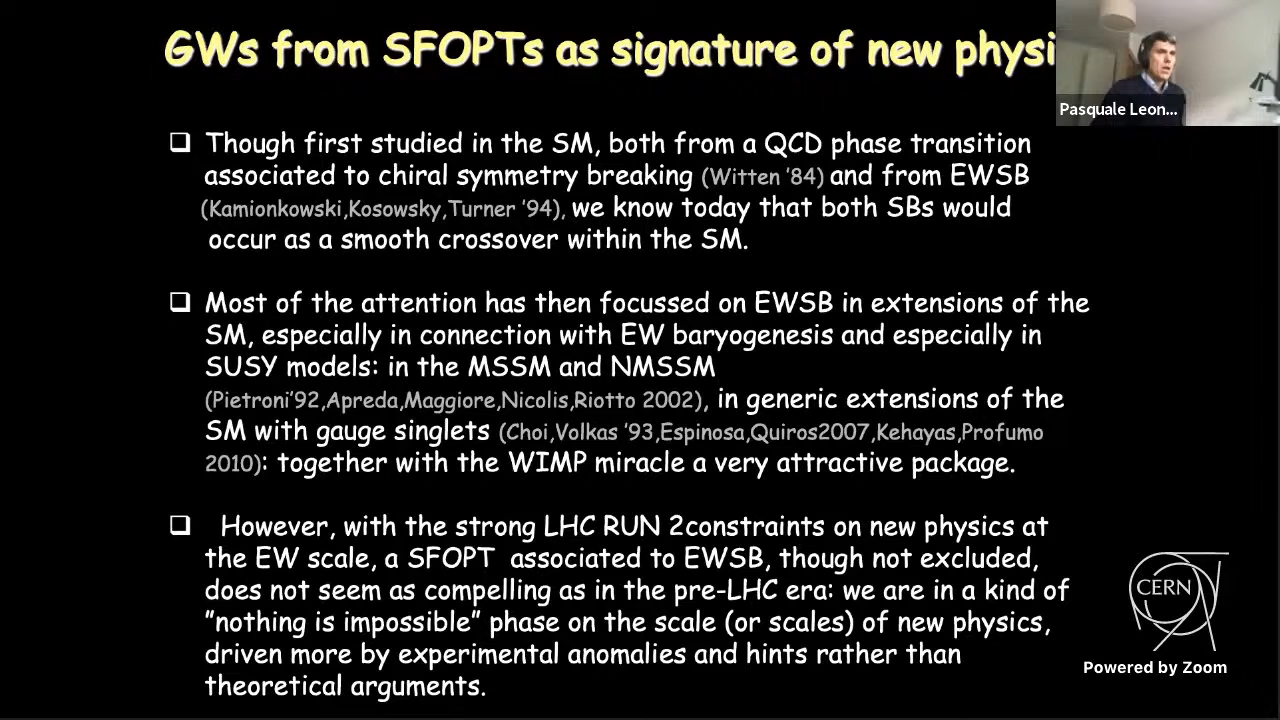 GWs from SFOPTs as signature of new physi
Pasquale Leon...
Though first studied in the SM, both from a QCD phase transition
associated to chiral symmetry breaking (Witten '84) and from EWSB
(Kamionkowski,Kosowsky,Turner '94), we know today that both SBs would
occur as a smooth crossover within the SM.
Most of the attention has then focussed on EWSB in extensions of the
SM, especially in connection with EW baryogenesis and especially in
SUSY models: in the MSSM and NMSSM
(Pietroni'92,Apreda,Maggiore,Nicolis,Riotto 2002), in generic extensions of the
SM with gauge singlets (Choi,Volkas '93,Espinosa,Quiros2007,Kehayas,Profumo
2010): together with the WIMP miracle a very attractive package.
However, with the strong LHC RUN 2constraints on new physics at
the EW scale, a SFOPT associated to EWSB, though not excluded,
does not seem as compelling as in the pre-LHC era: we are in a kind of
"nothing is impossible" phase on the scale (or scales) of new physics,
driven more by experimental anomalies and hints rather than
theoretical arguments.
CERN
Powered by Zoom